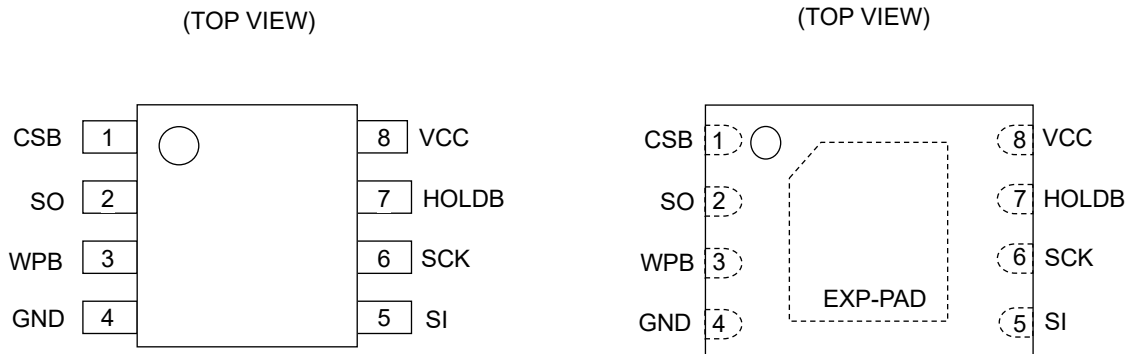 (TOP VIEW)
CSB 1 8 VCC
SO 2 7 HOLDB
WPB 3 6 SCK
GND 4 5 SI
(TOP VIEW)
CSB 1 8 VCC
SO 2 7 HOLDB
WPB 3 6 SCK
EXP-PAD
GND 4 5 SI